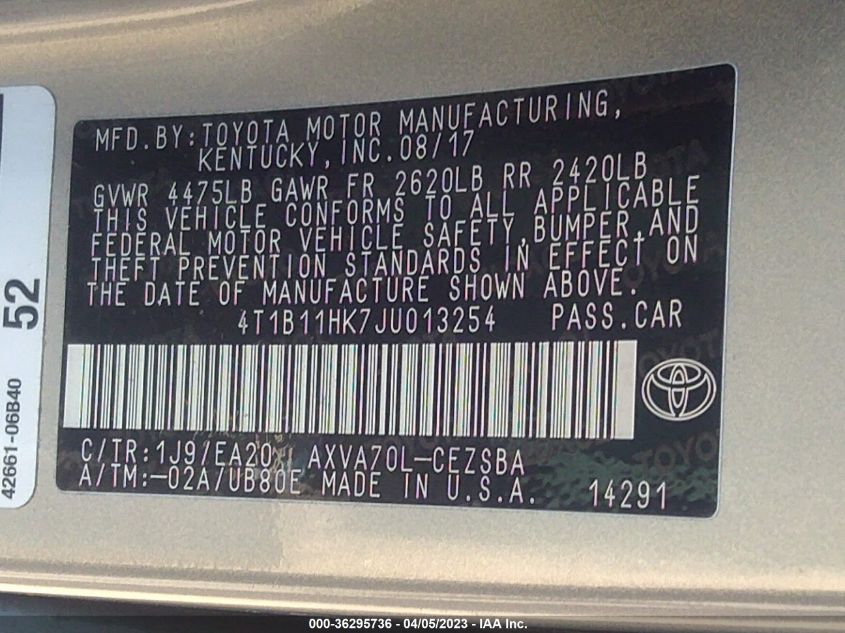 MFD.BY:TOYOTA MOTOR MANUFACTURING,
KENTUCKY,INC.08/17
GVWR 4475LB GAWR FR 2620LB RR 2420LB
THIS VEHICLE CONFORMS TO ALL APPLICABLE
FEDERAL MOTOR VEHICLE SAFETY,BUMPER,AND
THEFT PREVENTION STANDARDS IN EFFECT ON
THE DATE OF MANUFACTURE SHOWN ABOVE.
4T1B11HK7JU013254 PASS.CAR
C/TR:1J9/EA20 AXVA70L-CEZSBA
A/TM:-02A/UB80E MADE IN U.S.A. 14291
52
42661-06B40
000-36295736 - 04/05/2023 - IAA Inc.